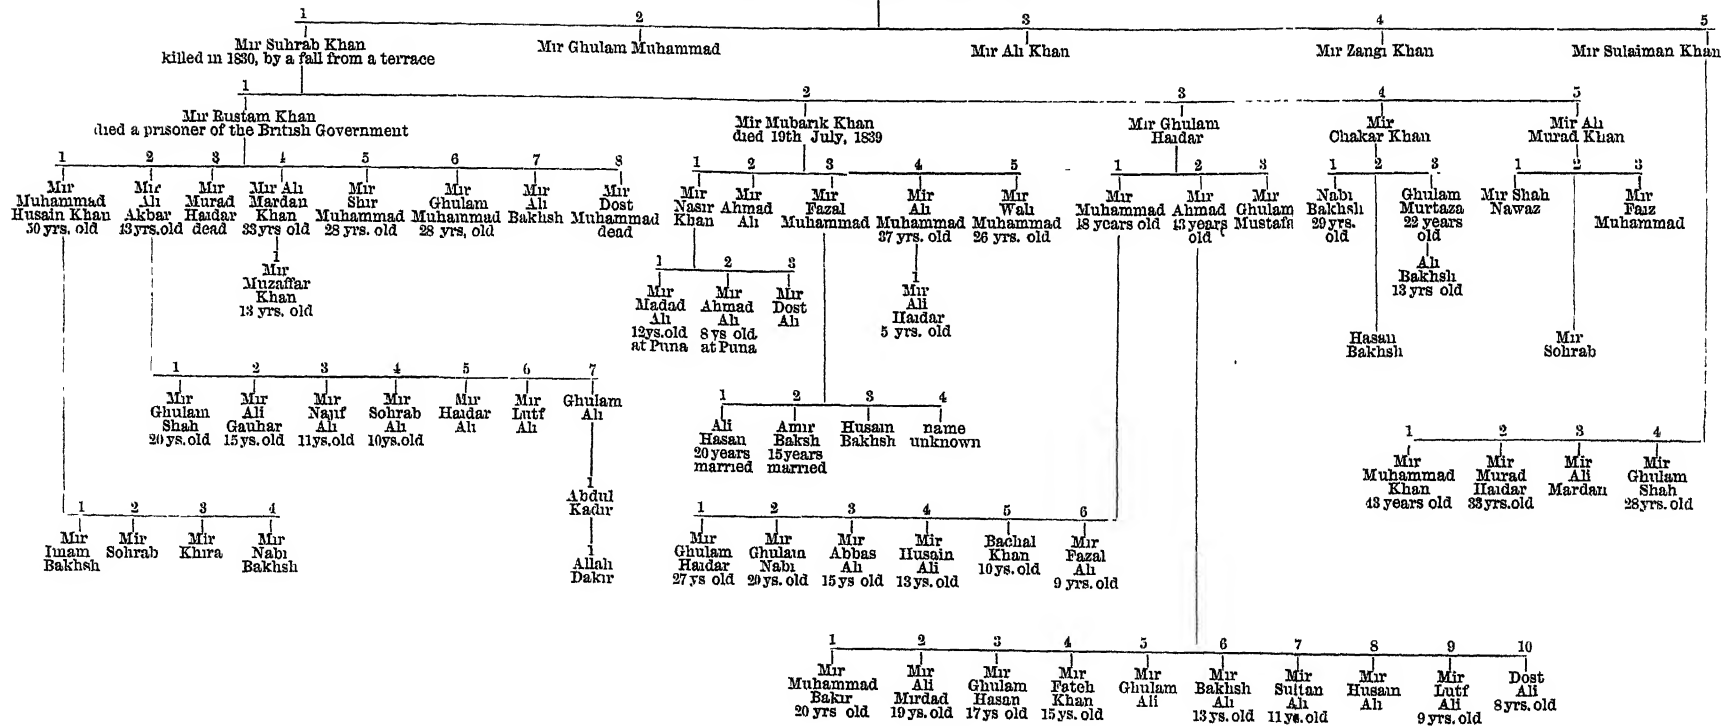 1 2 3 4 5
Mir Suhrab Khan
killed in 1830, by a fall from a terrace
Mir Ghulam Muhammad
Mir Ali Khan
Mir Zangi Khan
Mir Sulaiman Khan
1 2 3 4 5
Mir Rustam Khan
died a prisoner of the British Government
Mir Mubarik Khan
died 19th July, 1839
Mir Ghulam
Haidar
Mir
Chakar Khan
Mir Ali
Murad Khan
1 2 3 4 5 6 7 8
Mir
Muhammad
Husain Khan
50 yrs. old
Mir
Ali
Akbar
43yrs.old
Mir
Murad
Haidar
dead
Mir Ali
Mardan
Khan
33yrs old
Mir
Shir
Muhammad
28 yrs. old
Mir
Ghulam
Muhammad
28 yrs, old
Mir
Ali
Bakhsh
Mir
Dost
Muhammad
dead
1 2 3 4 5
Mir
Nasir
Khan
Mir
Ahmad
Ali
Mir
Fazal
Muhammad
Mir
Ali
Muhammad
37 yrs. old
Mir
Wali
Muhammad
26 yrs. old
1 2 3
Mir
Muhammad
48 years old
Mir
Ahmad
43 years
old
Mir
Ghulam
Mustafa
1 2 3
Nabi
Bakhsh
29 yrs.
old
Ghulam
Murtaza
22 years
old
Ali
Bakhsh
13 yrs old
Hasan
Bakhsh
1 2 3
Mir Shah
Nawaz
Mir
Faiz
Muhammad
Mir
Sohrab
1
Mir
Muzaffar
Khan
13 yrs. old
1 2 3
Mir
Madad
Ali
12ys.old
at Puna
Mir
Ahmad
Ali
8 ys old
at Puna
Mir
Dost
Ali
1
Mir
Ali
Haidar
5 yrs. old
1 2 3 4 5 6 7
Mir
Ghulam
Shah
20 ys. old
Mir
Ali
Gauhar
15 ys. old
Mir
Najif
Ali
11ys.old
Mir
Sohrab
Ali
10ys.old
Mir
Haidar
Ali
Mir
Lutf
Ali
Ghulam
Ali
1
Abdul
Kadir
1
Allah
Dakir
1 2 3 4
Ali
Hasan
20 years
married
Amir
Baksh
15years
married
Husain
Bakhsh
name
unknown
1 2 3 4
Mir
Muhammad
Khan
43 years old
Mir
Murad
Haidar
33yrs.old
Mir
Ali
Mardan
Mir
Ghulam
Shah
28yrs. old
1 2 3 4
Mir
Imam
Bakhsh
Mir
Sohrab
Mir
Khira
Mir
Nabi
Bakhsh
1 2 3 4 5 6
Mir
Ghulam
Haidar
27 ys old
Mir
Ghulam
Nabi
20 ys. old
Mir
Abbas
Ali
15 ys old
Mir
Husain
Ali
13 ys. old
Bachal
Khan
10 ys. old
Mir
Fazal
Ali
9 yrs. old
1 2 3 4 5 6 7 8 9 10
Mir
Muhammad
Bakir
20 yrs old
Mir
Ali
Mirdad
19 ys. old
Mir
Ghulam
Hasan
17 ys old
Mir
Fateh
Khan
15 ys. old
Mir
Ghulam
Ali
Mir
Bakhsh
Ali
13 ys. old
Mir
Sultan
Ali
11 ys. old
Mir
Husain
Ali
Mir
Lutf
Ali
9 yrs. old
Dost
Ali
8 yrs. old